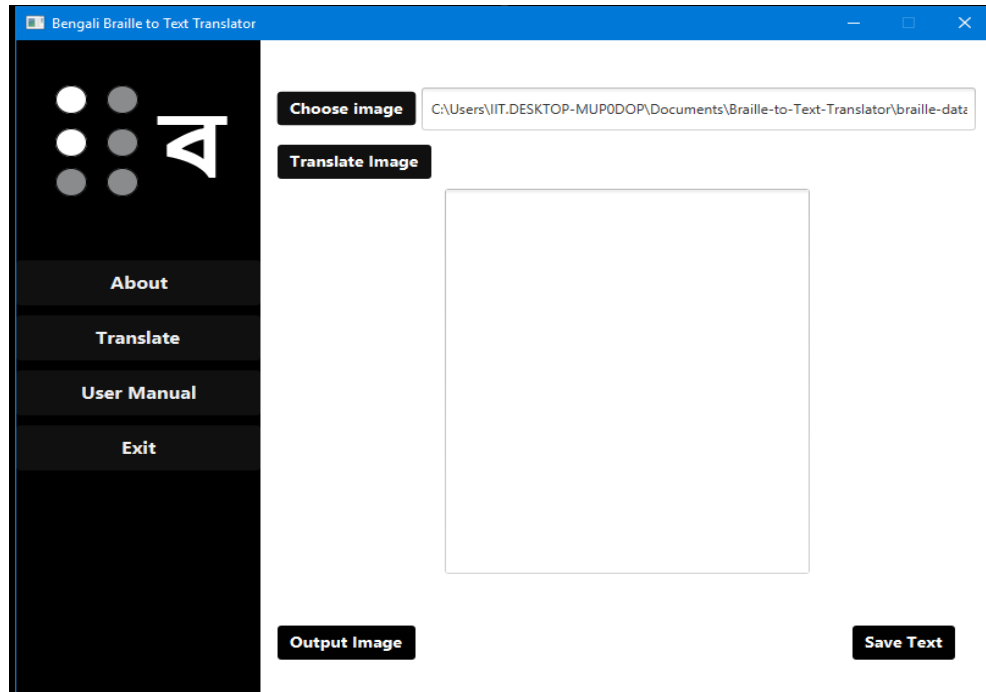 Bengali Braille to Text Translator
ব
About
Translate
User Manual
Exit
Choose image
C:\Users\IIT.DESKTOP-MUP0DOP\Documents\Braille-to-Text-Translator\braille-data
Translate Image
Output Image
Save Text